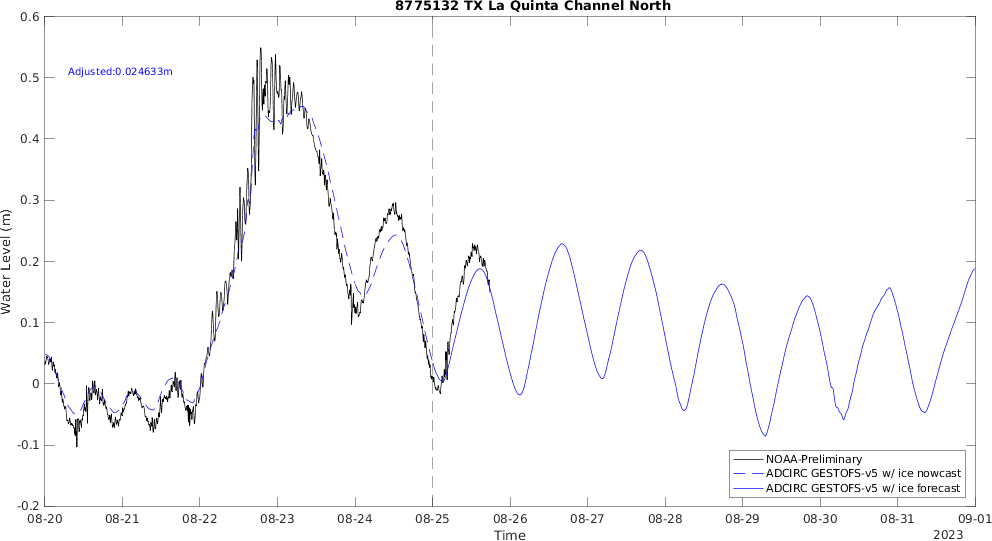 8775132 TX La Quinta Channel North
0.6
0.5
0.4
0.3
0.2
0.1
0
-0.1
-0.2
Water Level (m)
Adjusted:0.024633m
NOAA-Preliminary
ADCIRC GESTOFS-v5 w/ ice nowcast
ADCIRC GESTOFS-v5 w/ ice forecast
08-20 08-21 08-22 08-23 08-24 08-25 08-26 08-27 08-28 08-29 08-30 08-31 09-01
Time
2023